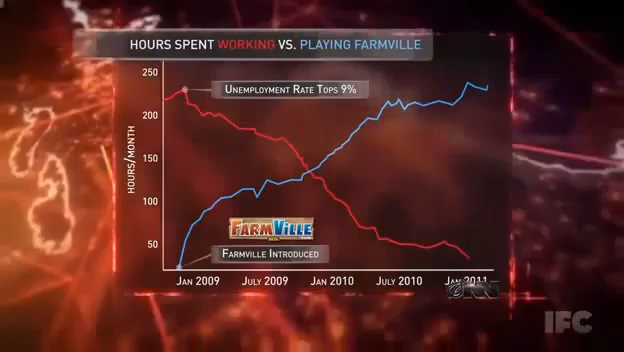 HOURS SPENT WORKING VS. PLAYING FARMVILLE
250
UNEMPLOYMENT RATE TOPS 9%
200
HOURS/MONTH
150
100
FARMVILLE
50
FARMVILLE INTRODUCED
JAN 2009 JULY 2009 JAN 2010 JULY 2010 JAN 2011
IFC